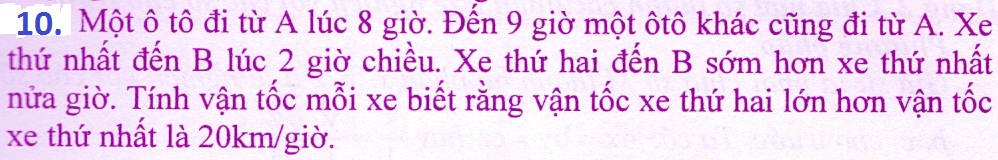 10. Một ô tô đi từ A lúc 8 giờ. Đến 9 giờ một ôtô khác cũng đi từ A. Xe
thứ nhất đến B lúc 2 giờ chiều. Xe thứ hai đến B sớm hơn xe thứ nhất
nửa giờ. Tính vận tốc mỗi xe biết rằng vận tốc xe thứ hai lớn hơn vận tốc
xe thứ nhất là 20km/giờ.